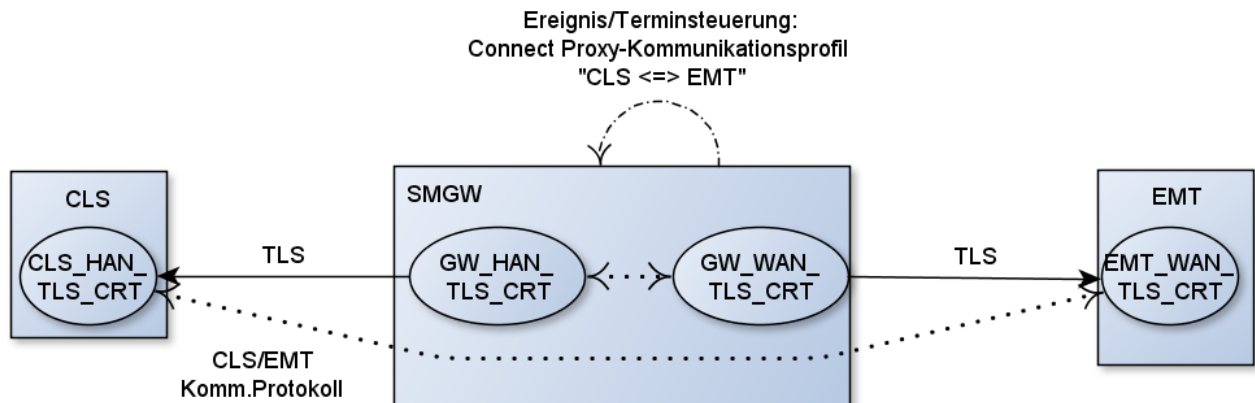 Ereignis/Terminsteuerung:
Connect Proxy-Kommunikationsprofil
"CLS <=> EMT"
CLS
SMGW
EMT
CLS_HAN_
TLS_CRT
TLS
GW_HAN_
TLS_CRT
GW_WAN_
TLS_CRT
TLS
EMT_WAN_
TLS_CRT
CLS/EMT
Komm.Protokoll